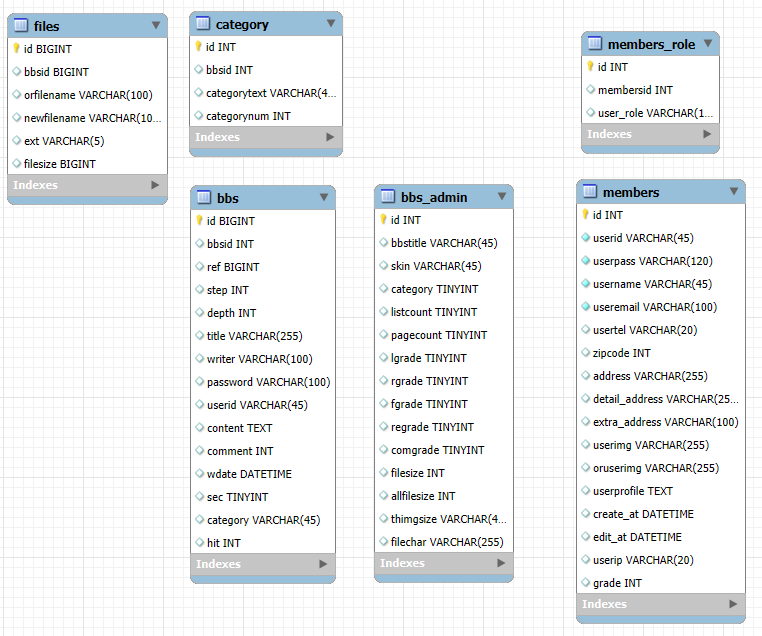 files
id BIGINT
bbsid BIGINT
orfilename VARCHAR(100)
newfilename VARCHAR(10...
ext VARCHAR(5)
filesize BIGINT
Indexes
category
id INT
bbsid INT
categorytext VARCHAR(4...
categorynum INT
Indexes
members_role
id INT
membersid INT
user_role VARCHAR(1...
Indexes
bbs
id BIGINT
bbsid INT
ref BIGINT
step INT
depth INT
title VARCHAR(255)
writer VARCHAR(100)
password VARCHAR(100)
userid VARCHAR(45)
content TEXT
comment INT
wdate DATETIME
sec TINYINT
category VARCHAR(45)
hit INT
Indexes
bbs_admin
id INT
bbstitle VARCHAR(45)
skin VARCHAR(45)
category TINYINT
listcount TINYINT
pagecount TINYINT
lgrade TINYINT
rgrade TINYINT
fgrade TINYINT
regrade TINYINT
comgrade TINYINT
filesize INT
allfilesize INT
thimgsize VARCHAR(4...
filechar VARCHAR(255)
Indexes
members
id INT
userid VARCHAR(45)
userpass VARCHAR(120)
username VARCHAR(45)
useremail VARCHAR(100)
usertel VARCHAR(20)
zipcode INT
address VARCHAR(255)
detail_address VARCHAR(25...
extra_address VARCHAR(100)
userimg VARCHAR(255)
oruserimg VARCHAR(255)
userprofile TEXT
create_at DATETIME
edit_at DATETIME
userip VARCHAR(20)
grade INT
Indexes